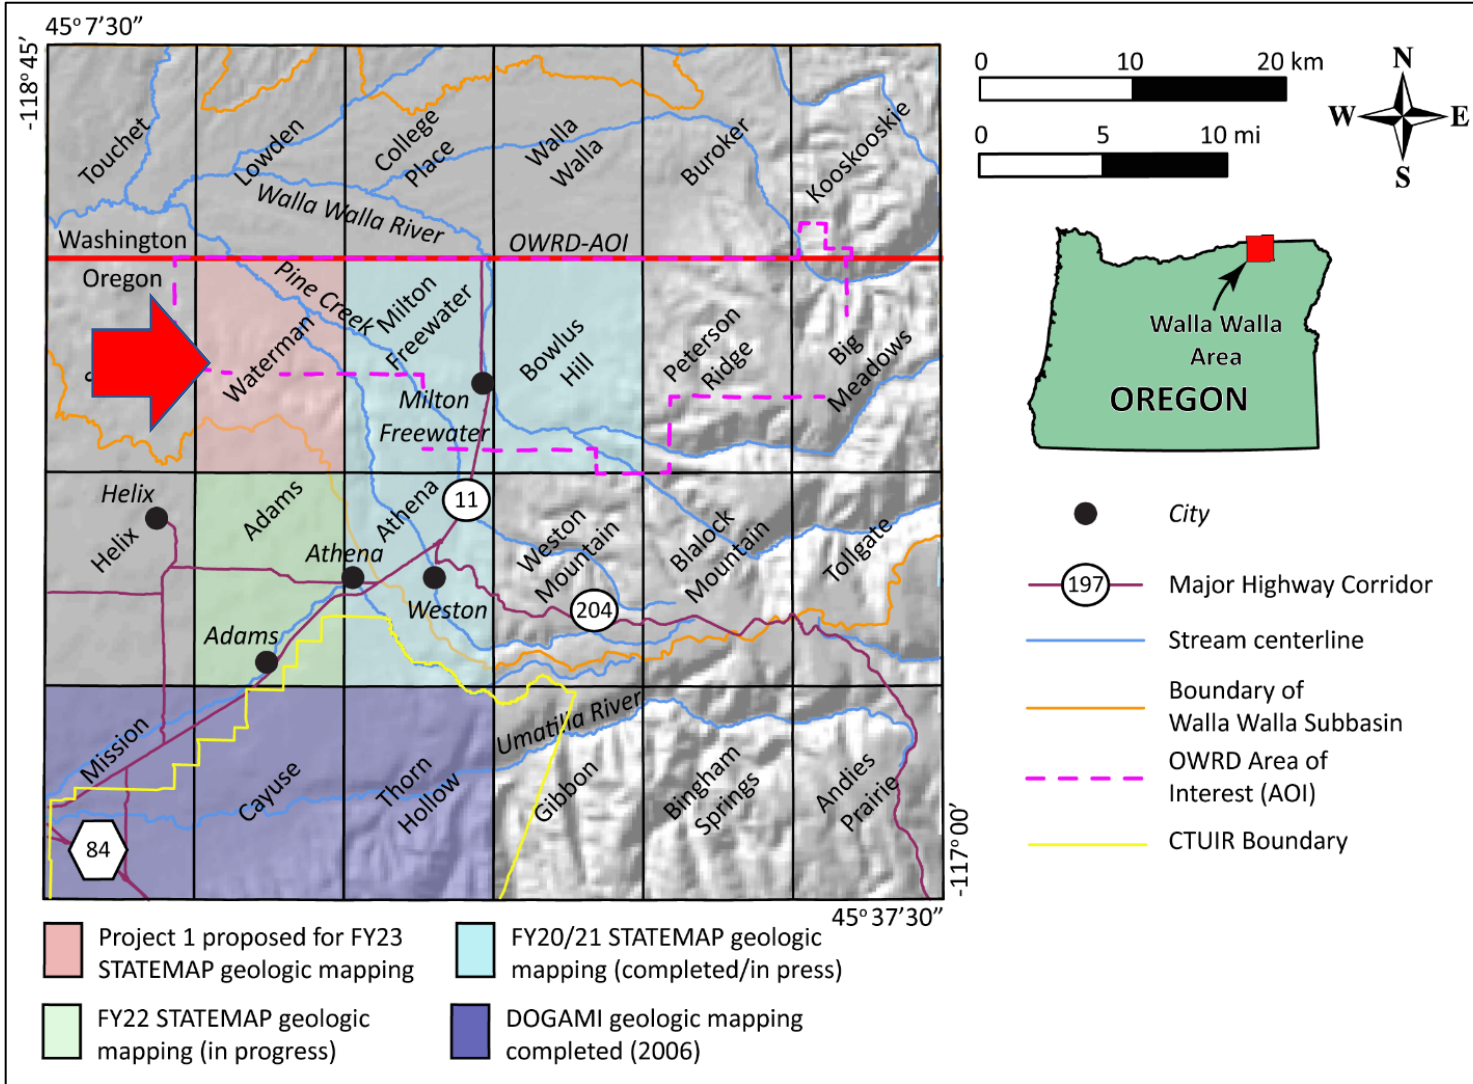 45° 7'30"
-118° 45'
Touchet
Lowden
College
Place
Walla
Walla
Buroker
Kooskooskie
Walla Walla River
Washington
OWRD-AOI
Oregon
Pine Creek
Waterman
Milton
Freewater
Bowlus
Hill
Peterson
Ridge
Big
Meadows
Milton
Freewater
Helix
Helix
Adams
Athena
11
Athena
Weston
Mountain
Blalock
Mountain
Tollgate
Weston
204
Adams
Mission
Cayuse
Thorn
Hollow
Umatilla River
Gibbon
Bingham
Springs
Andies
Prairie
84
-117° 00'
45° 37'30"
0 10 20 km
0 5 10 mi
N
W E
S
Walla Walla
Area
OREGON
City
197 Major Highway Corridor
Stream centerline
Boundary of
Walla Walla Subbasin
OWRD Area of
Interest (AOI)
CTUIR Boundary
Project 1 proposed for FY23
STATEMAP geologic mapping
FY20/21 STATEMAP geologic
mapping (completed/in press)
FY22 STATEMAP geologic
mapping (in progress)
DOGAMI geologic mapping
completed (2006)